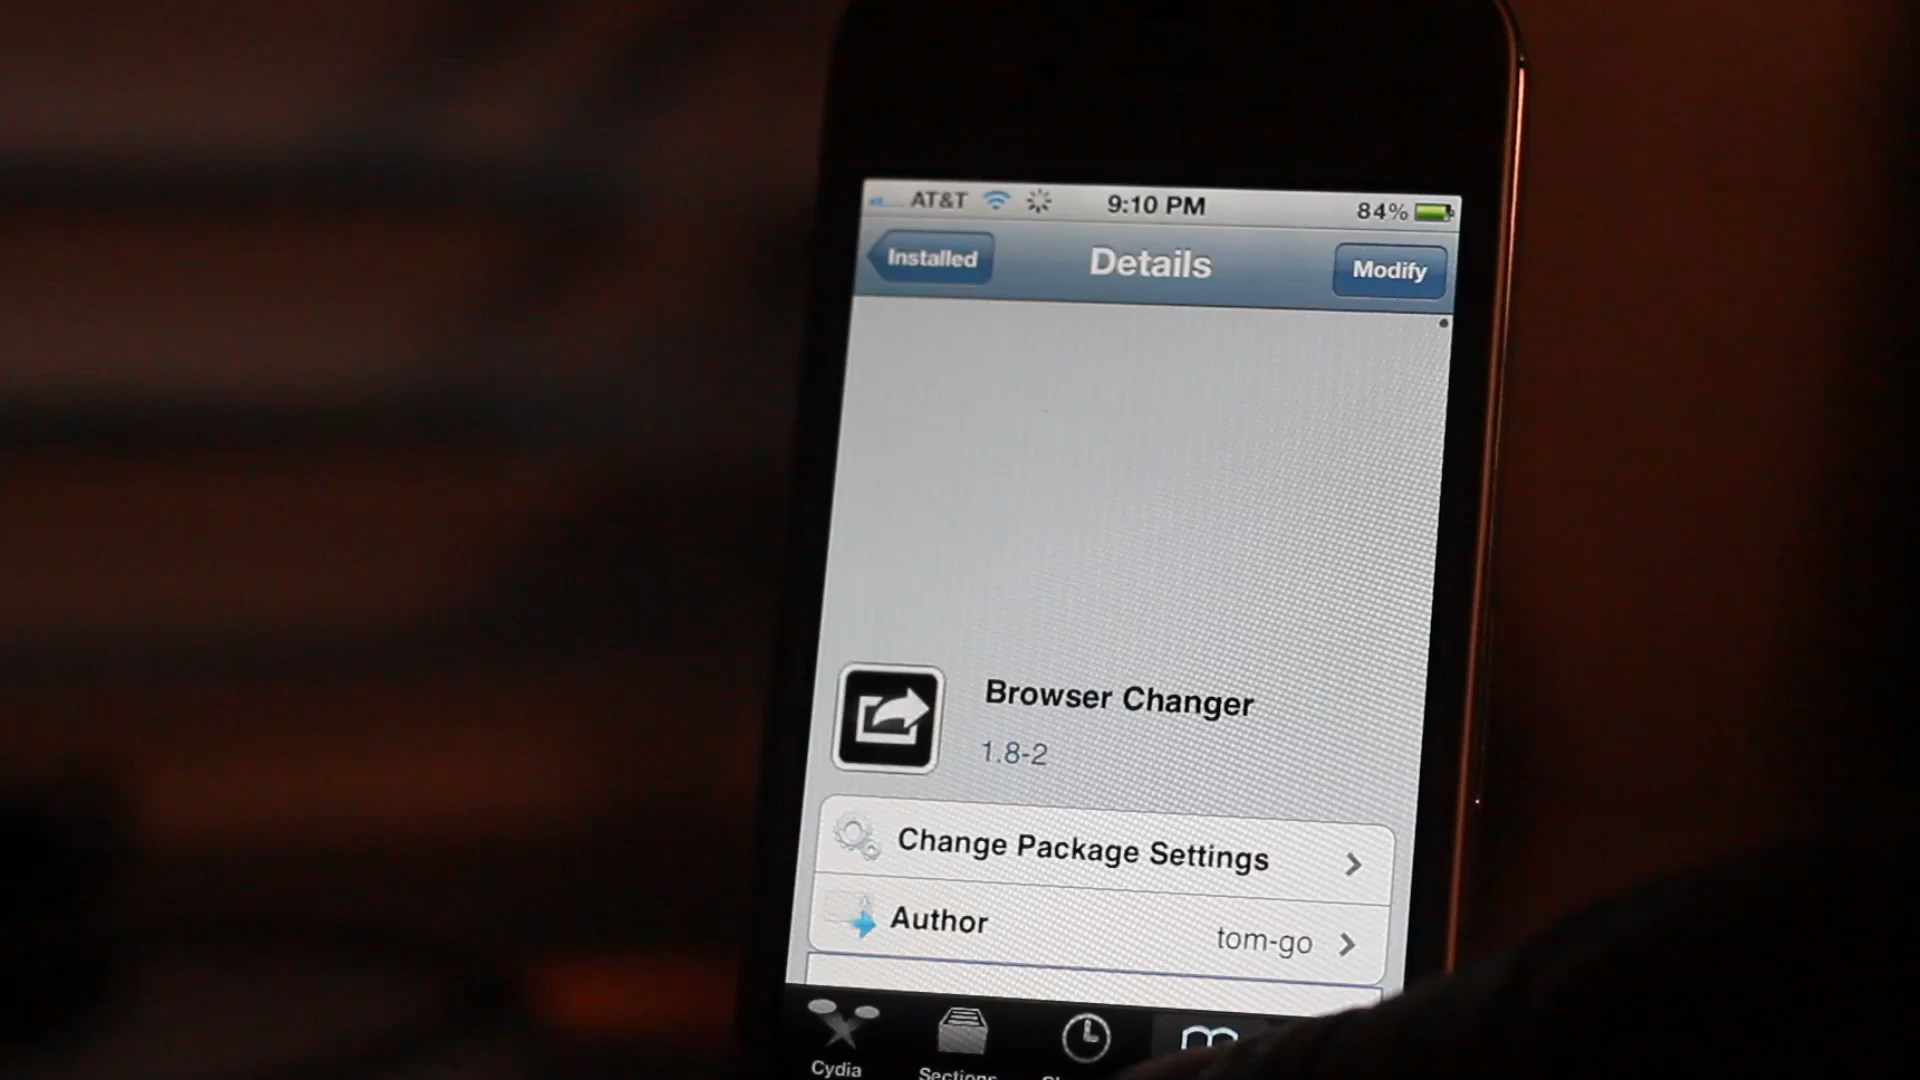 AT&T 9:10 PM 84%
Installed Details Modify
Browser Changer
1.8-2
Change Package Settings
Author tom-go
Cydia Sections